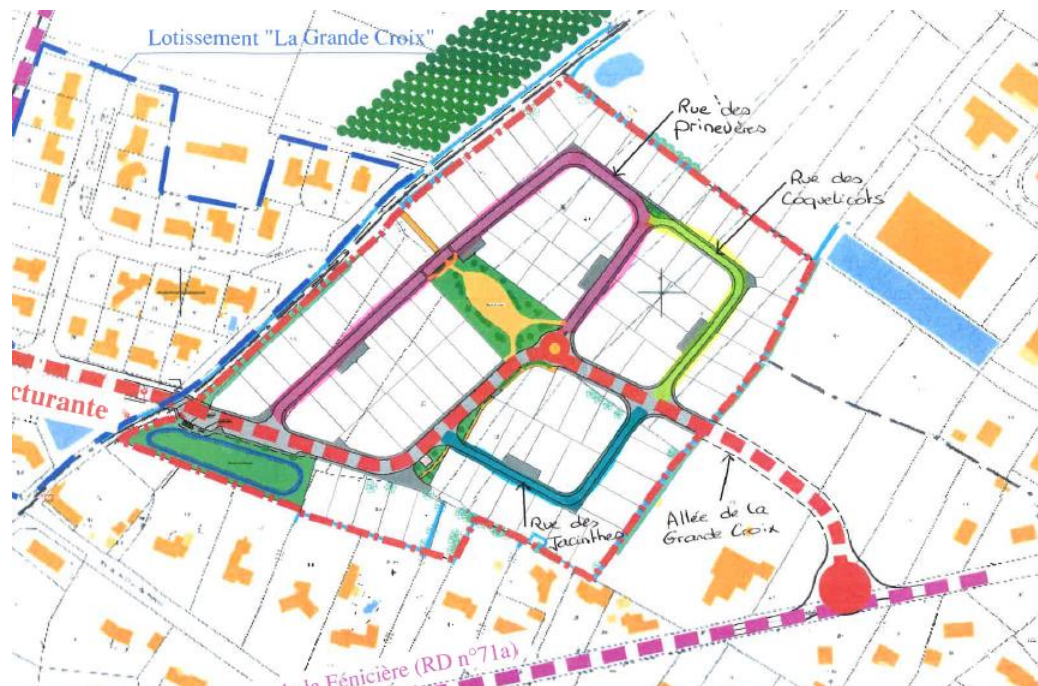 Lotissement "La Grande Croix"
Rue des
Primevères
Rue des
Coquelicots
cturante
Rue des
Jacinthes
Allée de la
Grande Croix
la Fénicière (RD n°71a)